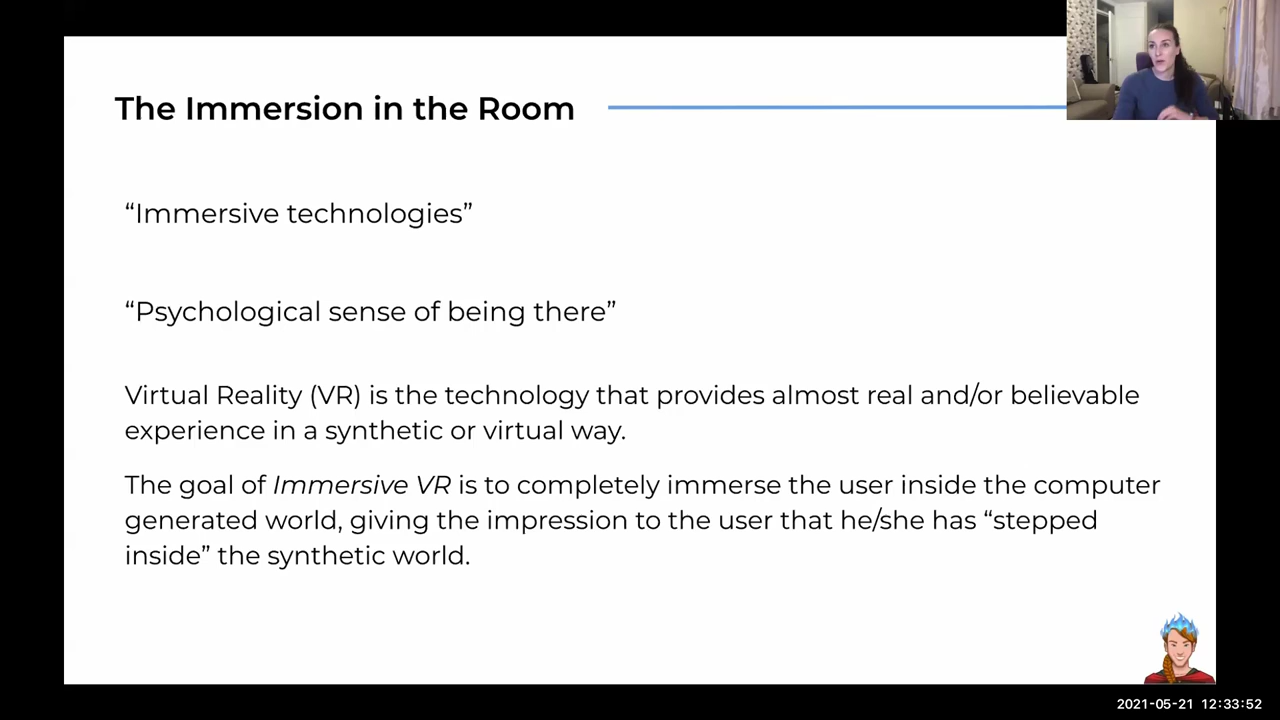 The Immersion in the Room
“Immersive technologies”
“Psychological sense of being there”
Virtual Reality (VR) is the technology that provides almost real and/or believable
experience in a synthetic or virtual way.
The goal of Immersive VR is to completely immerse the user inside the computer
generated world, giving the impression to the user that he/she has “stepped
inside” the synthetic world.
2021-05-21 12:33:52